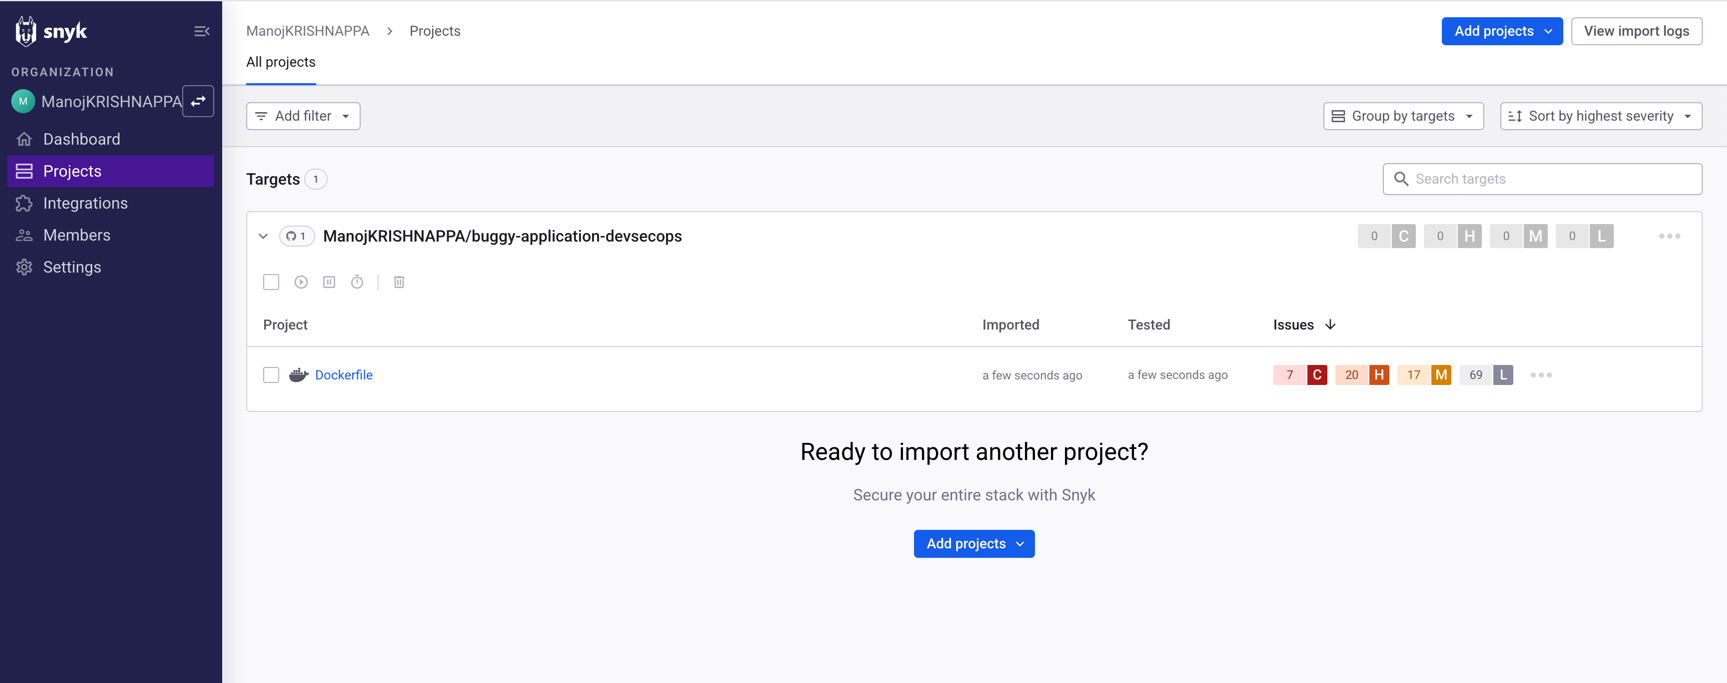 snyk
ORGANIZATION
M ManojKRISHNAPPA
Dashboard
Projects
Integrations
Members
Settings
ManojKRISHNAPPA > Projects
Add projects
View import logs
All projects
Add filter
Group by targets
Sort by highest severity
Targets 1
Search targets
1 ManojKRISHNAPPA/buggy-application-devsecops
0 C 0 H 0 M 0 L
Project Imported Tested Issues
Dockerfile a few seconds ago a few seconds ago 7 C 20 H 17 M 69 L
Ready to import another project?
Secure your entire stack with Snyk
Add projects